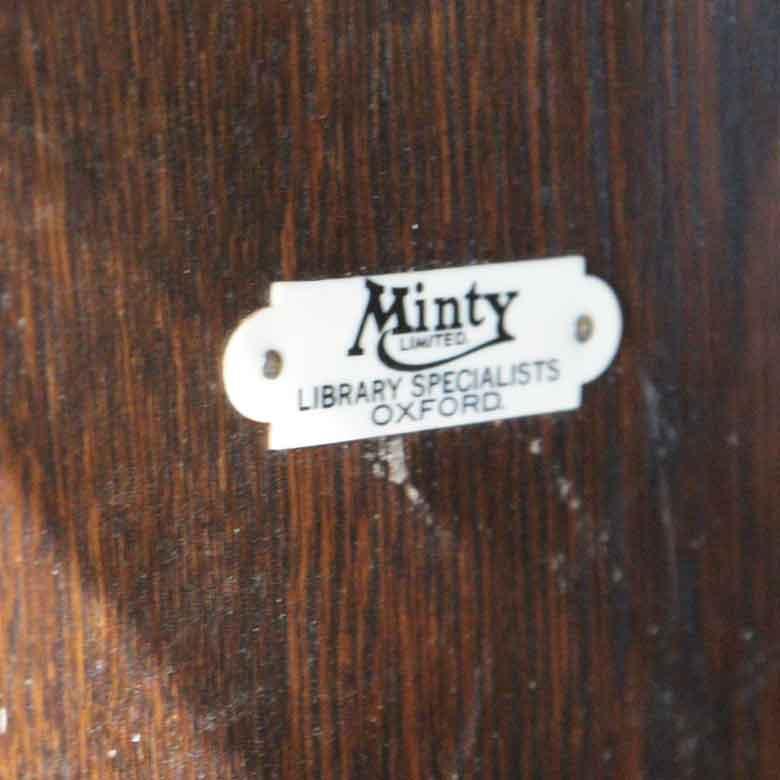 Minty
LIMITED.
LIBRARY SPECIALISTS
OXFORD.